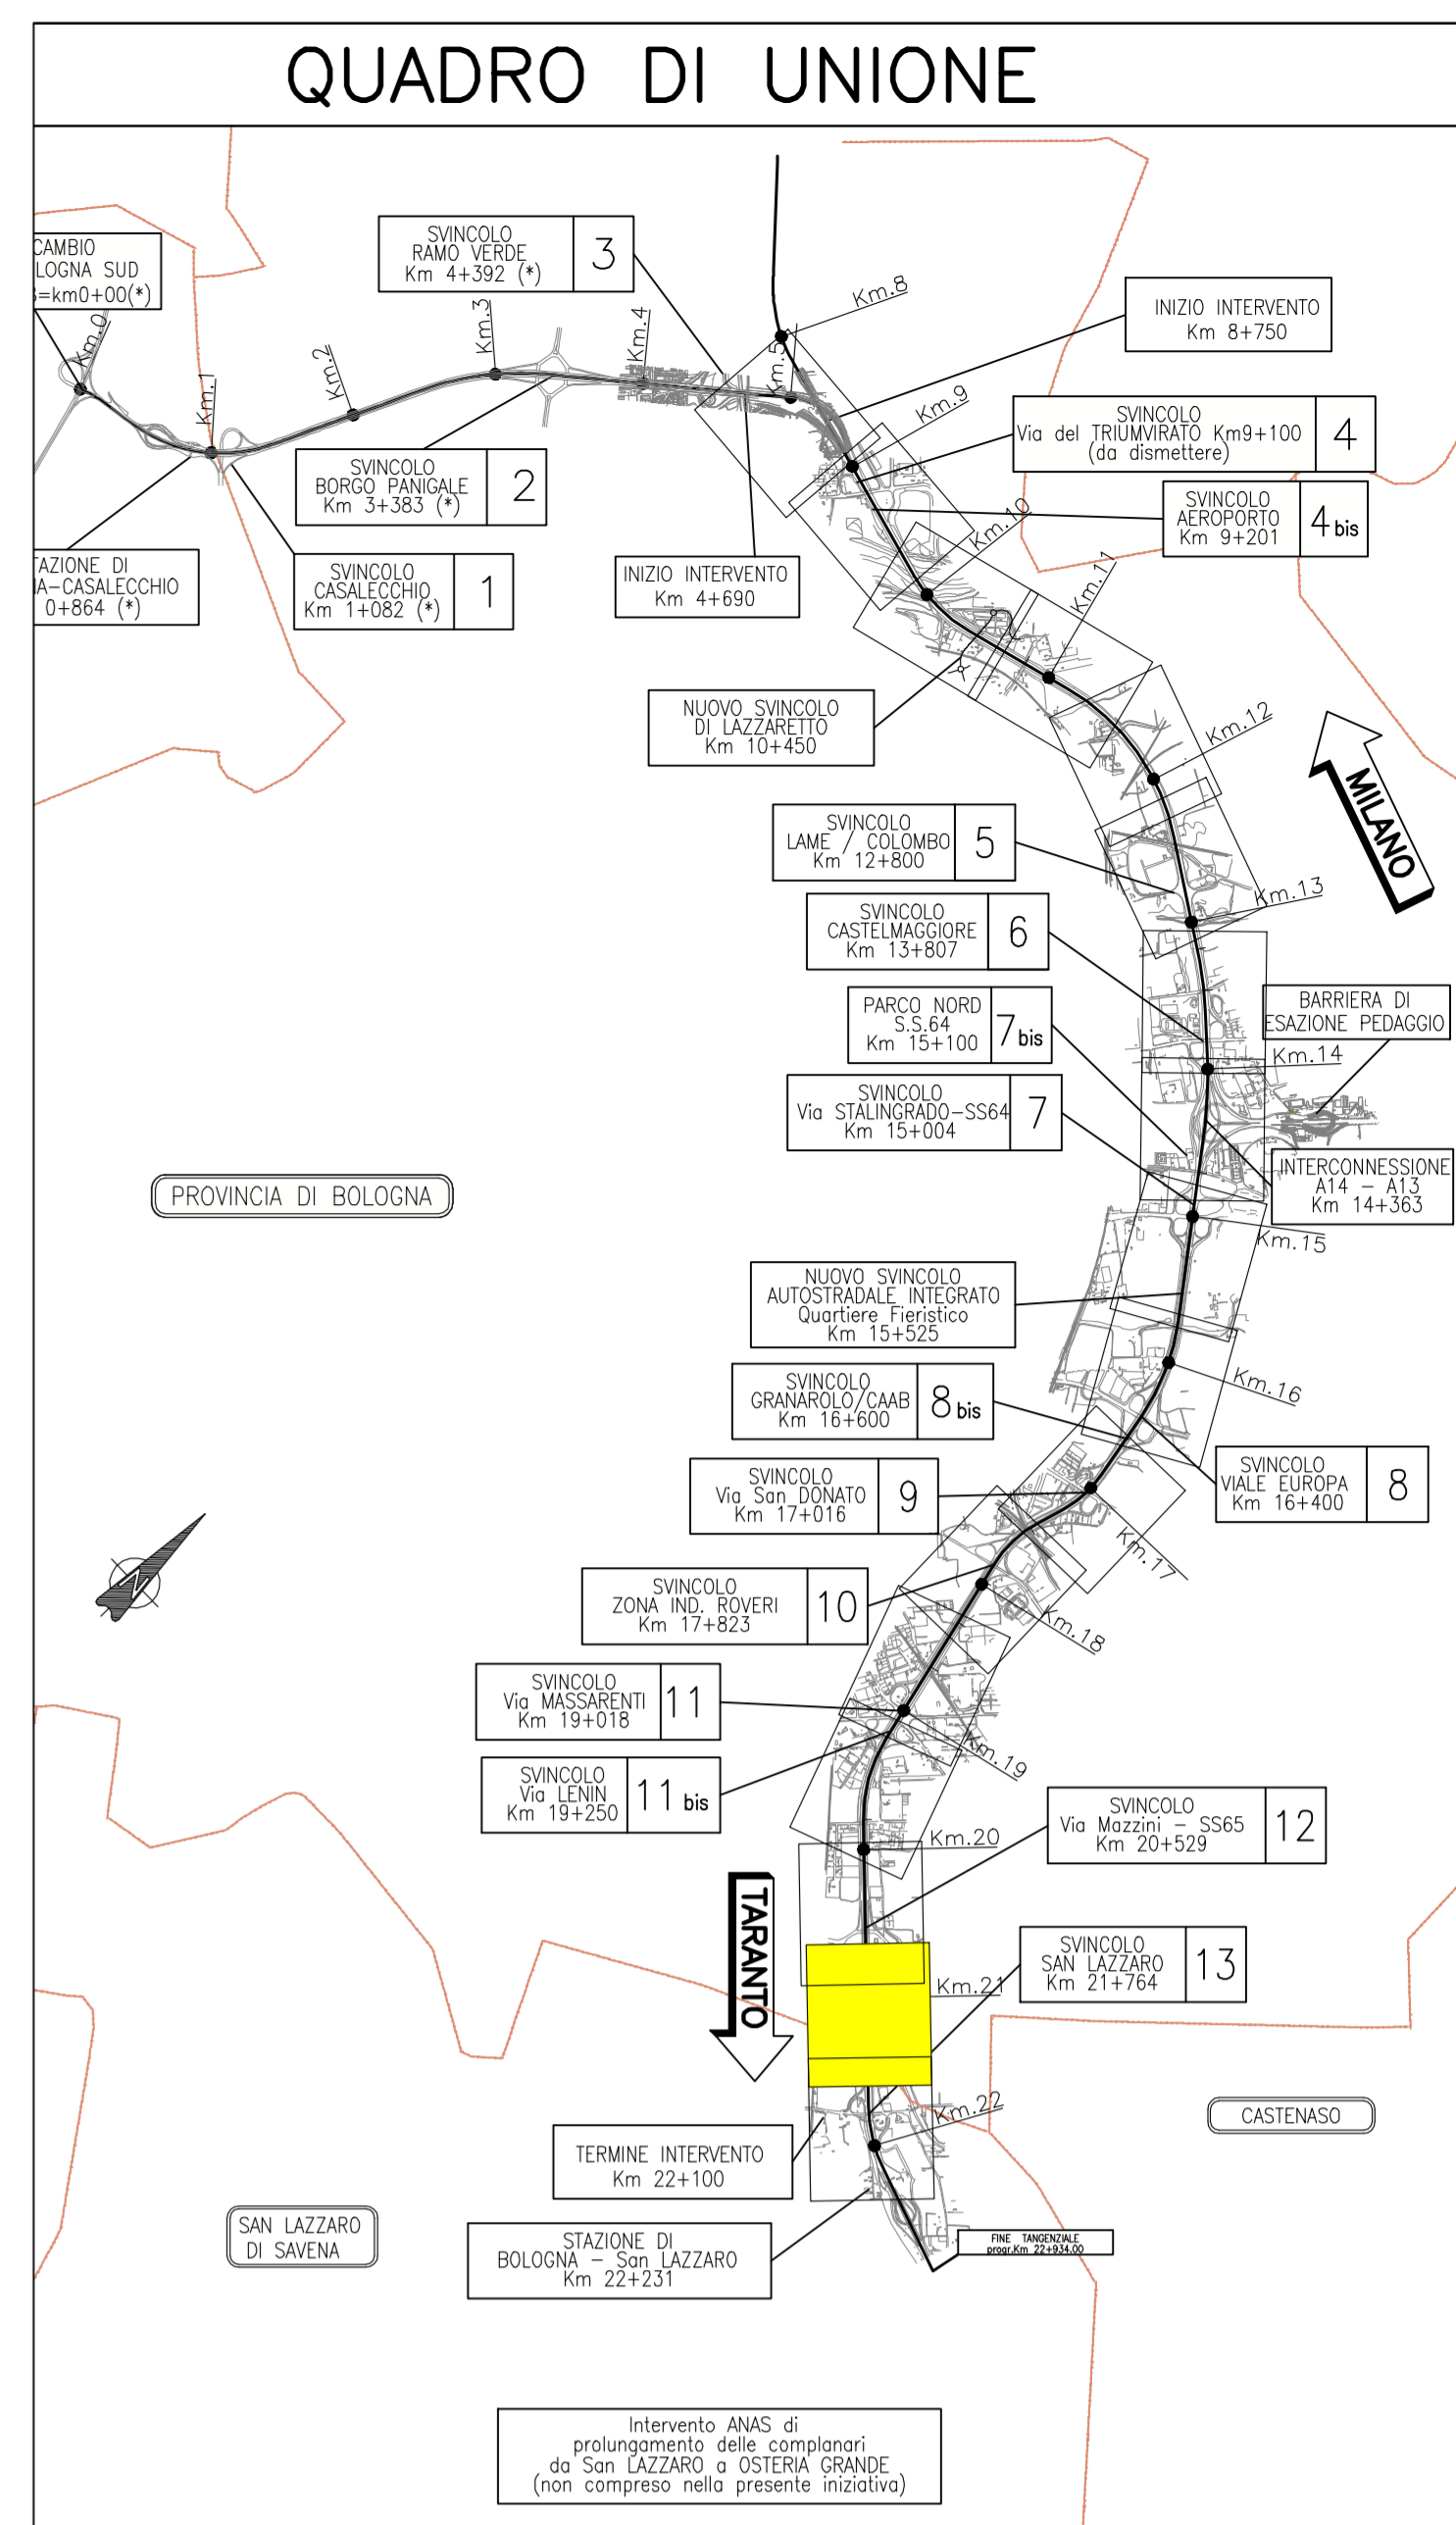 QUADRO DI UNIONE
CAMBIO
LOGNA SUD
=km0+00(*)
SVINCOLO
RAMO VERDE
Km 4+392 (*)
3
Km.0
Km.1
Km.2
Km.3
Km.4
Km.5
Km.8
INIZIO INTERVENTO
Km 8+750
Km.9
SVINCOLO
Via del TRIUMVIRATO Km9+100
(da dismettere)
4
SVINCOLO
BORGO PANIGALE
Km 3+383 (*)
2
SVINCOLO
AEROPORTO
Km 9+201
4 bis
Km.10
TAZIONE DI
NA-CASALECCHIO
0+864 (*)
SVINCOLO
CASALECCHIO
Km 1+082 (*)
1
INIZIO INTERVENTO
Km 4+690
Km.11
NUOVO SVINCOLO
DI LAZZARETTO
Km 10+450
Km.12
MILANO
SVINCOLO
LAME / COLOMBO
Km 12+800
5
Km.13
SVINCOLO
CASTELMAGGIORE
Km 13+807
6
PARCO NORD
S.S.64
Km 15+100
7 bis
BARRIERA DI
ESAZIONE PEDAGGIO
Km.14
SVINCOLO
Via STALINGRADO-SS64
Km 15+004
7
INTERCONNESSIONE
A14 - A13
Km 14+363
PROVINCIA DI BOLOGNA
Km.15
NUOVO SVINCOLO
AUTOSTRADALE INTEGRATO
Quartiere Fieristico
Km 15+525
Km.16
SVINCOLO
GRANAROLO/CAAB
Km 16+600
8 bis
SVINCOLO
VIALE EUROPA
Km 16+400
8
SVINCOLO
Via San DONATO
Km 17+016
9
Km.17
N
SVINCOLO
ZONA IND. ROVERI
Km 17+823
10
Km.18
SVINCOLO
Via MASSARENTI
Km 19+018
11
Km.19
SVINCOLO
Via LENIN
Km 19+250
11 bis
SVINCOLO
Via Mazzini - SS65
Km 20+529
12
Km.20
TARANTO
SVINCOLO
SAN LAZZARO
Km 21+764
13
Km.21
Km.22
CASTENASO
TERMINE INTERVENTO
Km 22+100
SAN LAZZARO
DI SAVENA
STAZIONE DI
BOLOGNA - San LAZZARO
Km 22+231
FINE TANGENZIALE
progr.Km 22+934.00
Intervento ANAS di
prolungamento delle complanari
da San LAZZARO a OSTERIA GRANDE
(non compreso nella presente iniziativa)